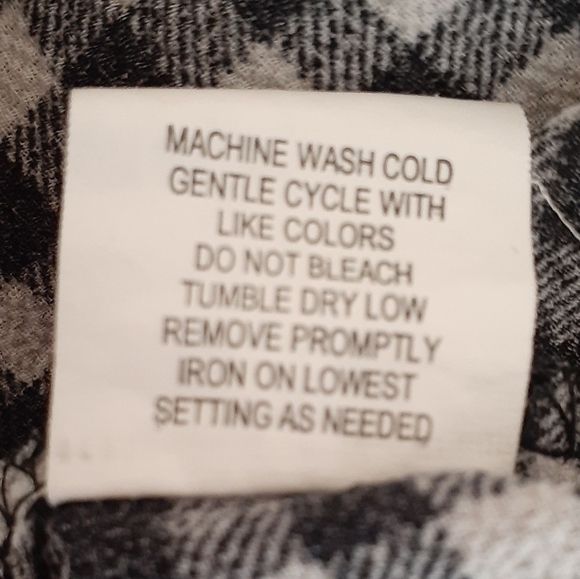 MACHINE WASH COLD
GENTLE CYCLE WITH
LIKE COLORS
DO NOT BLEACH
TUMBLE DRY LOW
REMOVE PROMPTLY
IRON ON LOWEST
SETTING AS NEEDED